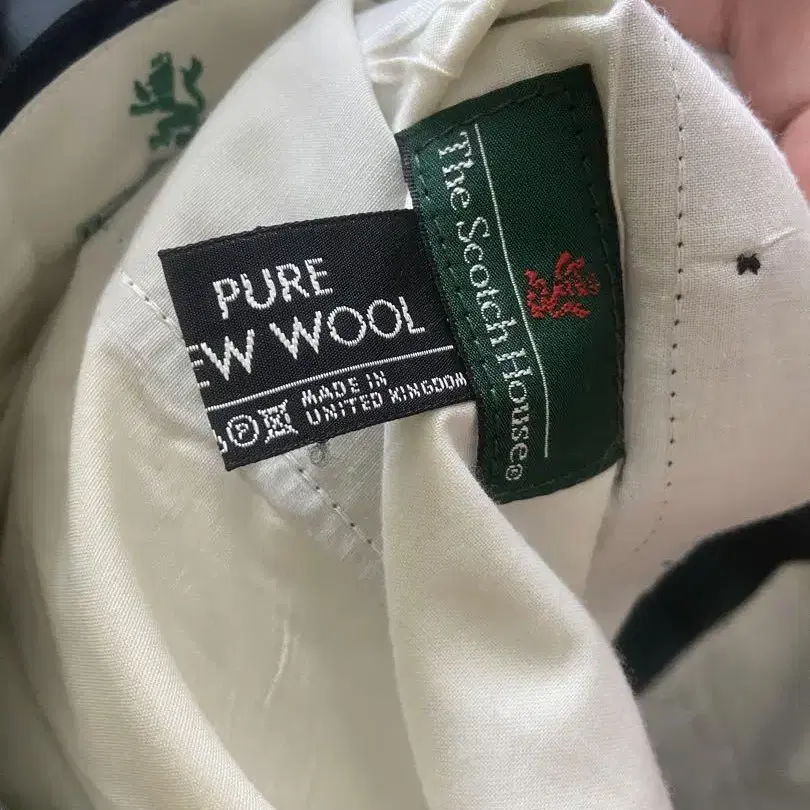 The Scotch House®
PURE
EW WOOL
MADE IN
UNITED KINGDOM
P